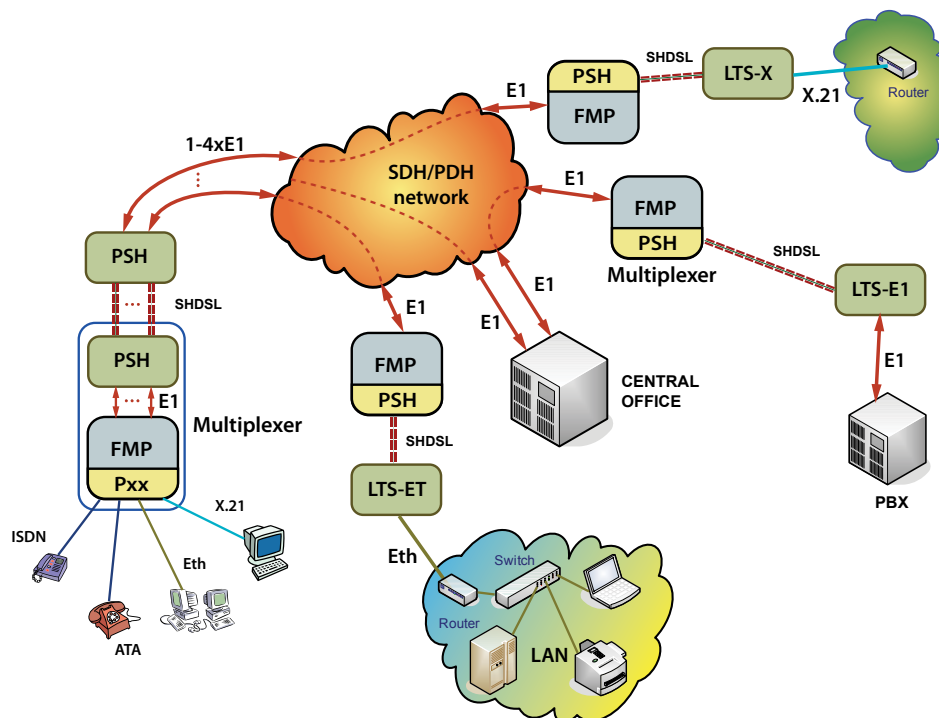 SHDSL
PSH
FMP
LTS-X
X.21
Router
E1
1-4xE1
SDH/PDH
network
E1
FMP
PSH
Multiplexer
SHDSL
LTS-E1
PSH
SHDSL
E1
E1
E1
E1
PSH
E1
FMP
Pxx
Multiplexer
FMP
PSH
SHDSL
CENTRAL
OFFICE
PBX
LTS-ET
X.21
ISDN
Eth
ATA
Eth
Switch
Router
LAN